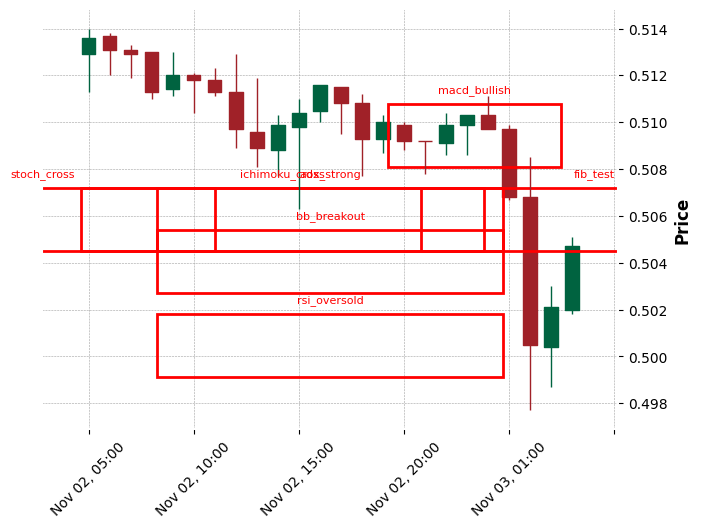 0.514
0.512
macd_bullish
0.510
0.508
stoch_cross
fib_test
0.506
bb_breakout
Price
0.504
rsi_oversold
0.502
0.500
0.498
Nov 02, 05:00
Nov 02, 10:00
Nov 02, 15:00
Nov 02, 20:00
Nov 03, 01:00